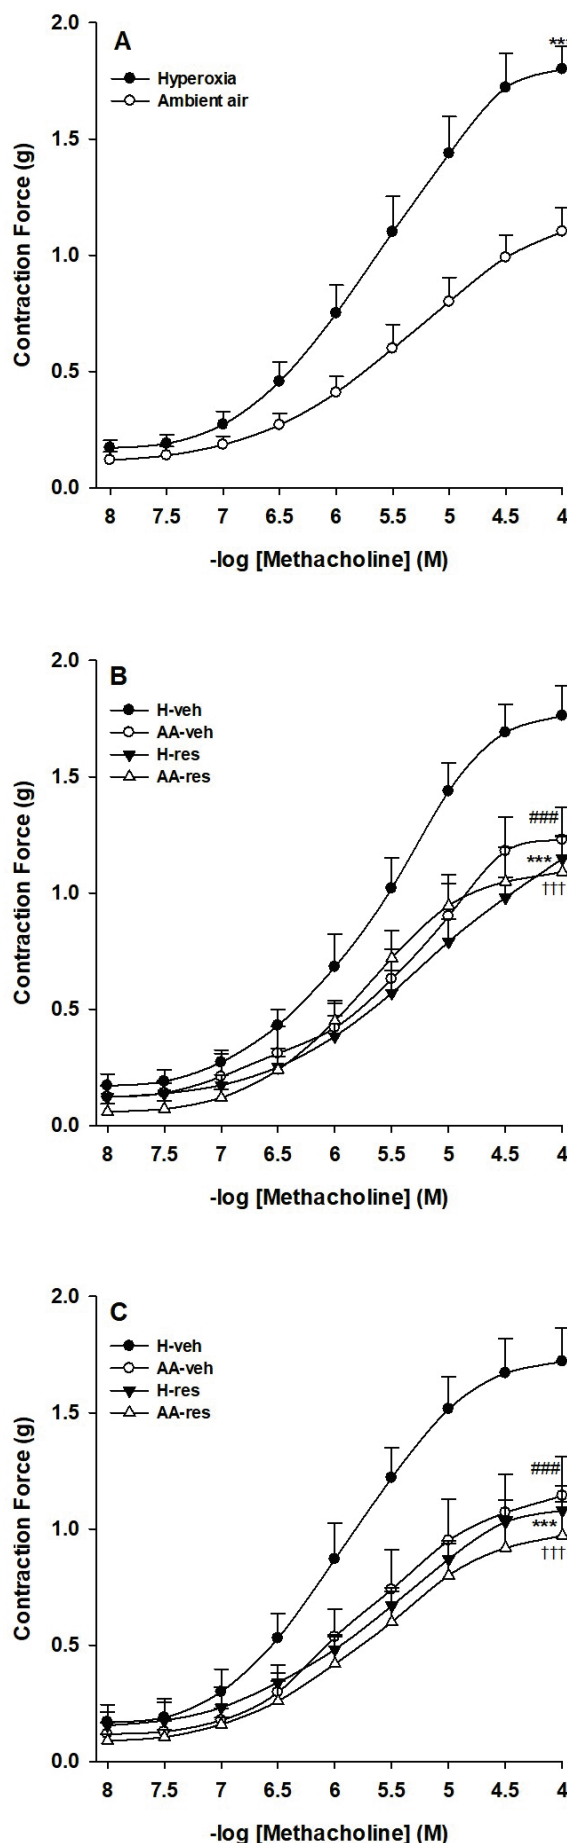 A
Hyperoxia
Ambient air
***
Contraction Force (g)
2.0
1.5
1.0
0.5
0.0
8 7.5 7 6.5 6 5.5 5 4.5 4
-log [Methacholine] (M)
B
H-veh
AA-veh
H-res
AA-res
###
***
†††
Contraction Force (g)
2.0
1.5
1.0
0.5
0.0
8 7.5 7 6.5 6 5.5 5 4.5 4
-log [Methacholine] (M)
C
H-veh
AA-veh
H-res
AA-res
###
***
†††
Contraction Force (g)
2.0
1.5
1.0
0.5
0.0
8 7.5 7 6.5 6 5.5 5 4.5 4
-log [Methacholine] (M)